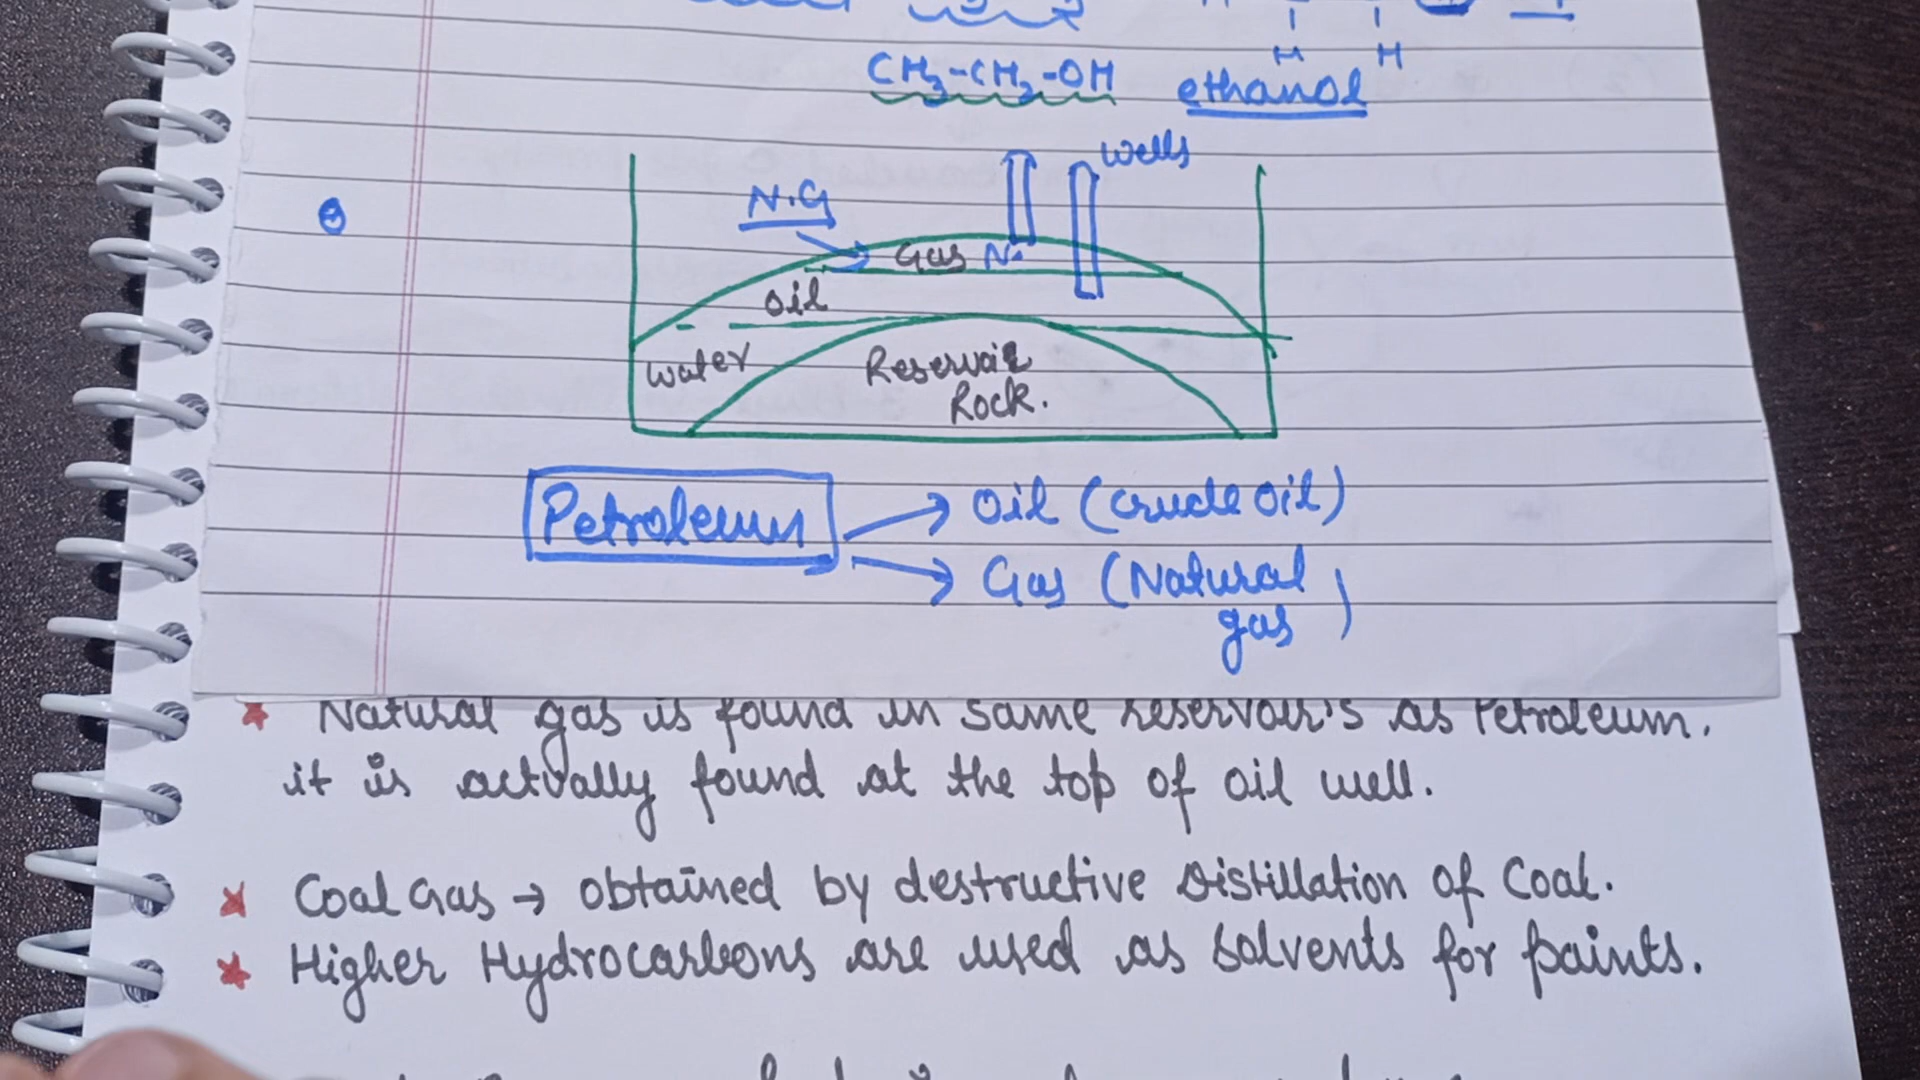 H H
CH3-CH2-OH ethanol
wells
N.G
Gas N.
Oil
Water
Reservoir
Rock.
Petroleum
Oil (Crude Oil)
Gas (Natural
gas)
Natural gas is found in same reservoir's as Petroleum.
it is actually found at the top of oil well.
Coal Gas → obtained by destructive Distillation of Coal.
Higher Hydrocarbons are used as Solvents for paints.